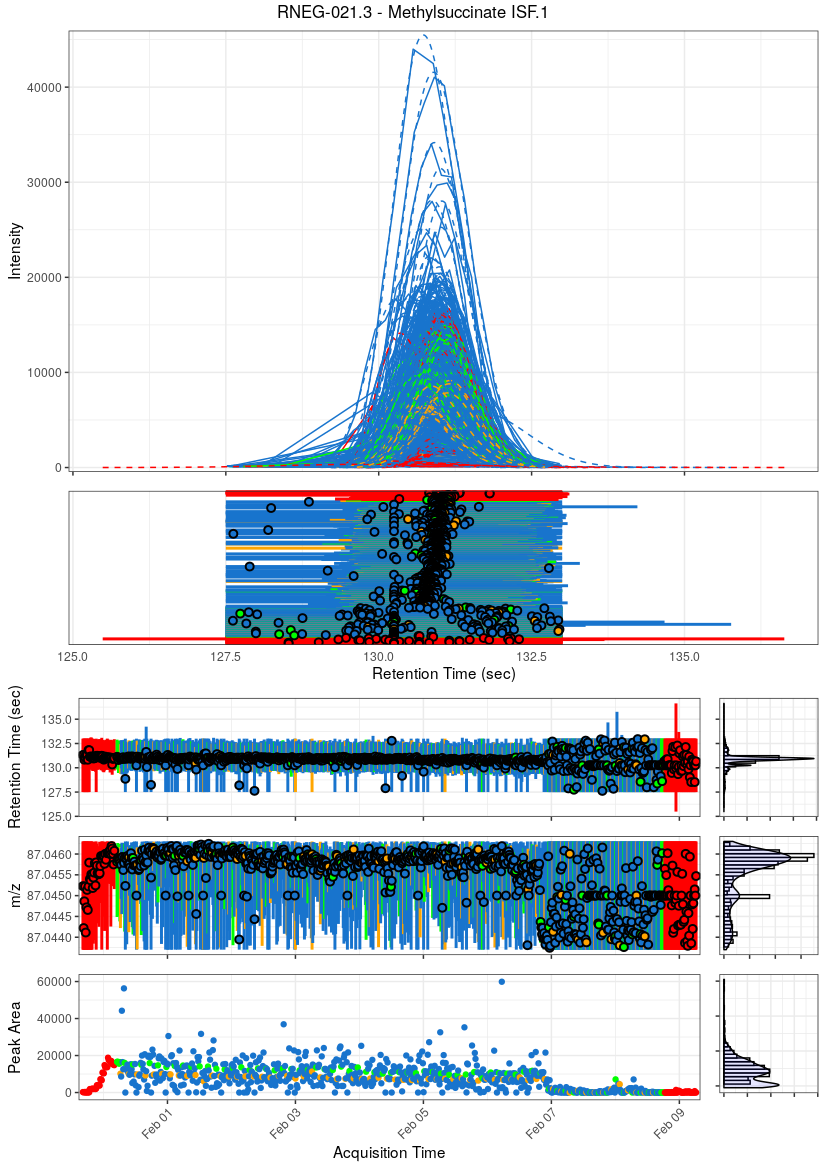 RNEG-021.3 - Methylsuccinate ISF.1
Intensity
40000
30000
20000
10000
0
125.0
127.5
130.0
132.5
135.0
Retention Time (sec)
Retention Time (sec)
135.0
132.5
130.0
127.5
125.0
m/z
87.0460
87.0455
87.0450
87.0445
87.0440
Peak Area
60000
40000
20000
0
Feb 01
Feb 03
Feb 05
Feb 07
Feb 09
Acquisition Time